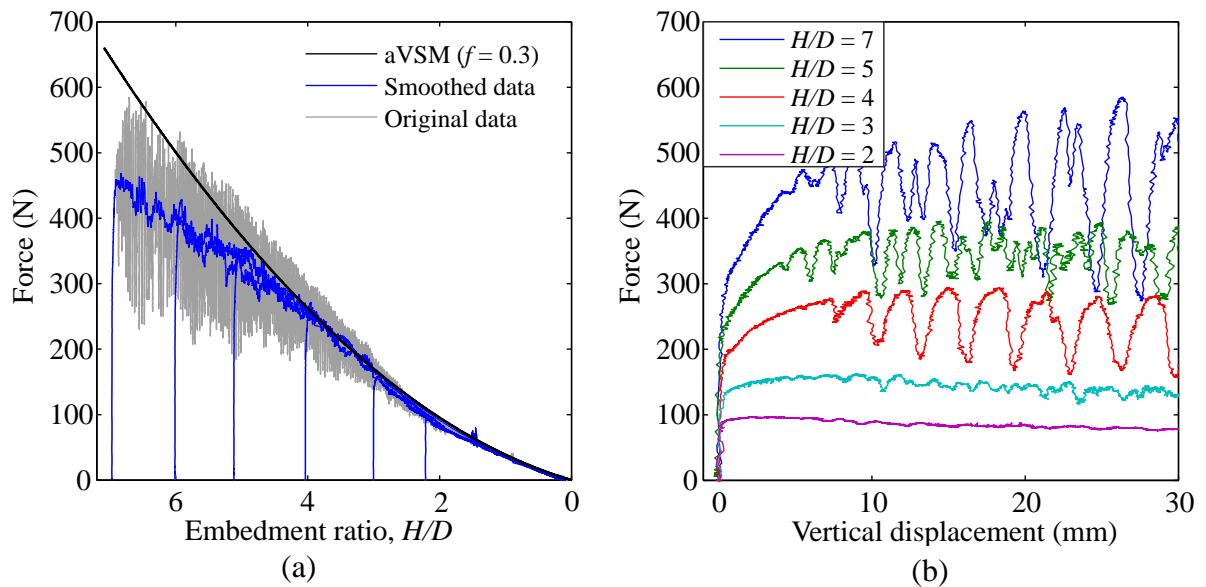 700
600
500
400
300
200
100
0
Force (N)
aVSM (f = 0.3)
Smoothed data
Original data
6 4 2 0
Embedment ratio, H/D
(a)
700
600
500
400
300
200
100
0
Force (N)
H/D = 7
H/D = 5
H/D = 4
H/D = 3
H/D = 2
0 10 20 30
Vertical displacement (mm)
(b)